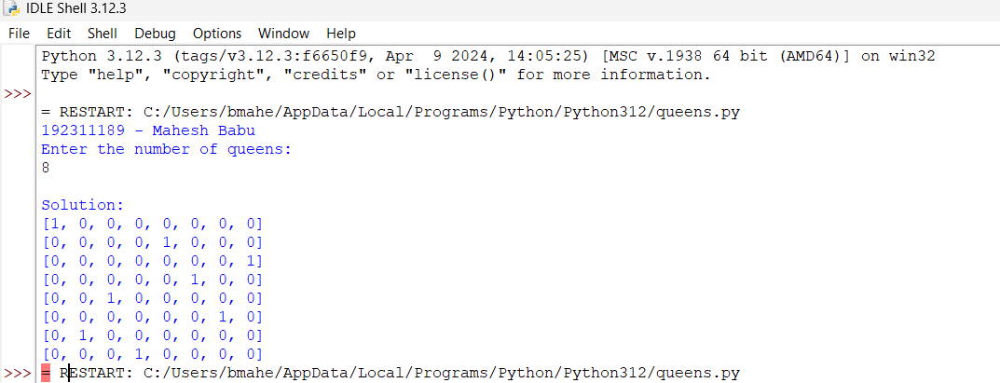 IDLE Shell 3.12.3
File Edit Shell Debug Options Window Help
Python 3.12.3 (tags/v3.12.3:f6650f9, Apr  9 2024, 14:05:25) [MSC v.1938 64 bit (AMD64)] on win32
Type "help", "copyright", "credits" or "license()" for more information.
>>>
= RESTART: C:/Users/bmahe/AppData/Local/Programs/Python/Python312/queens.py
192311189 - Mahesh Babu
Enter the number of queens:
8
Solution:
[1, 0, 0, 0, 0, 0, 0, 0]
[0, 0, 0, 0, 1, 0, 0, 0]
[0, 0, 0, 0, 0, 0, 0, 1]
[0, 0, 0, 0, 0, 1, 0, 0]
[0, 0, 1, 0, 0, 0, 0, 0]
[0, 0, 0, 0, 0, 0, 1, 0]
[0, 1, 0, 0, 0, 0, 0, 0]
[0, 0, 0, 1, 0, 0, 0, 0]
>>> = RESTART: C:/Users/bmahe/AppData/Local/Programs/Python/Python312/queens.py